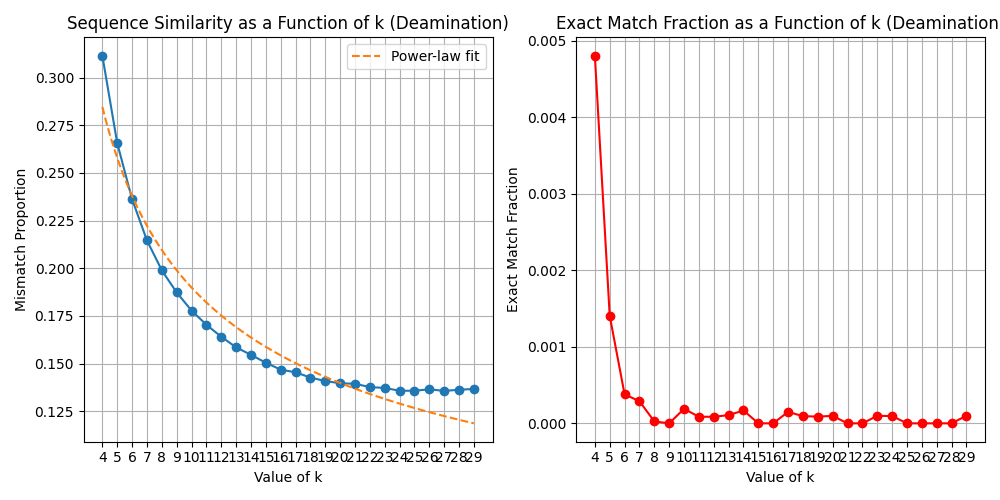 Sequence Similarity as a Function of k (Deamination)
Power-law fit
0.300
0.275
0.250
0.225
0.200
0.175
0.150
0.125
Mismatch Proportion
4 5 6 7 8 9 10 11 12 13 14 15 16 17 18 19 20 21 22 23 24 25 26 27 28 29
Value of k
Exact Match Fraction as a Function of k (Deamination
0.005
0.004
0.003
0.002
0.001
0.000
Exact Match Fraction
4 5 6 7 8 9 10 11 12 13 14 15 16 17 18 19 20 21 22 23 24 25 26 27 28 29
Value of k